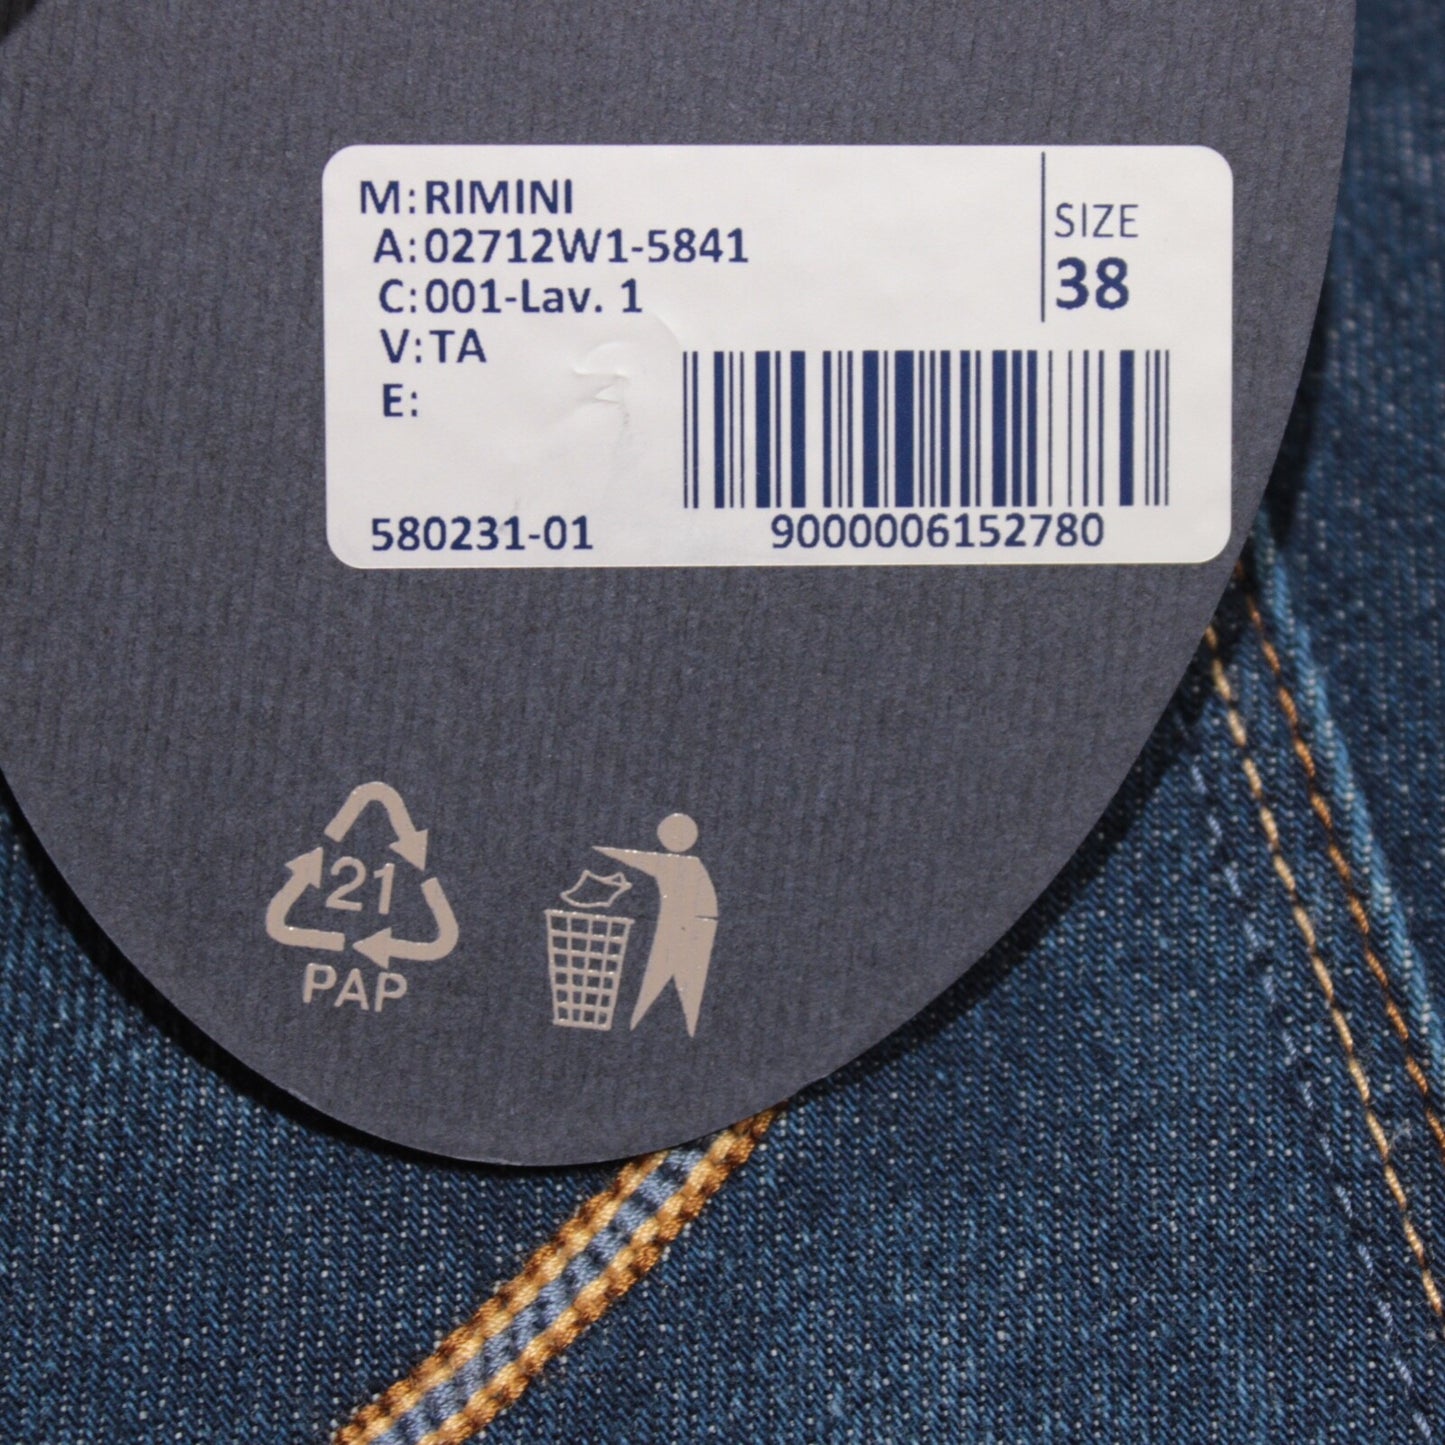 M: RIMINI
A: 02712W1-5841
C: 001-Lav. 1
V: TA
E:
SIZE
38
580231-01
9000006152780
21
PAP